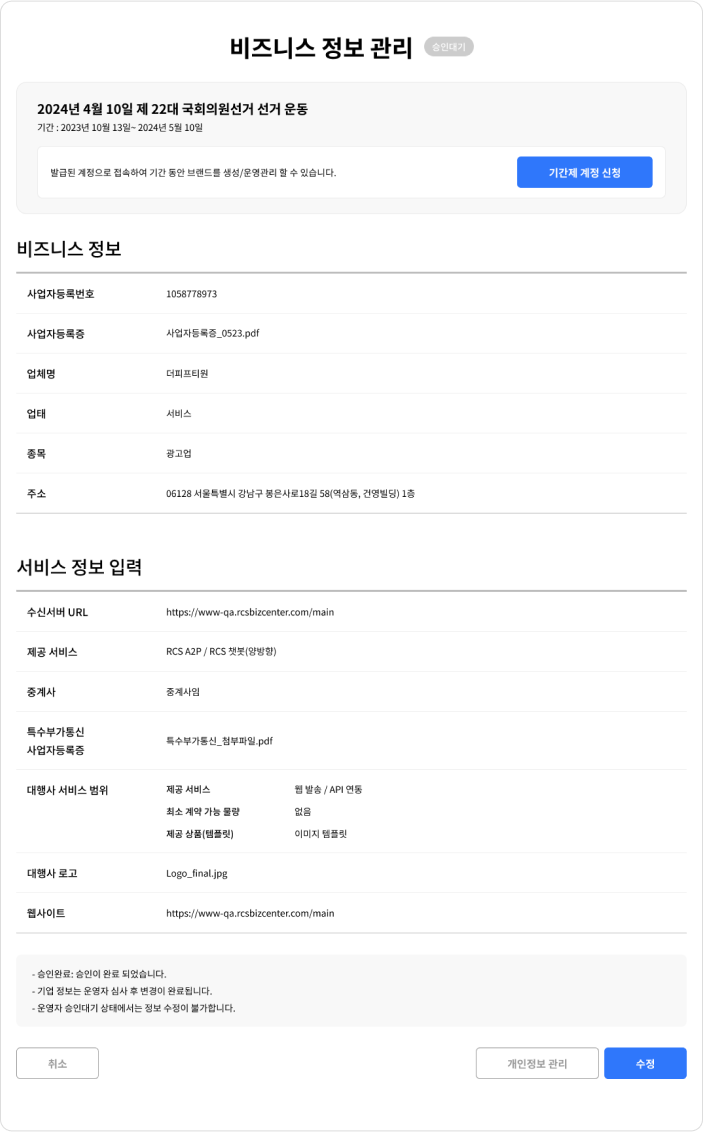 비즈니스 정보 관리 승인대기
2024년 4월 10일 제 22대 국회의원선거 선거 운동
기간 : 2023년 10월 13일~ 2024년 5월 10일
발급된 계정으로 접속하여 기간 동안 브랜드를 생성/운영관리 할 수 있습니다. 기간제 계정 신청
비즈니스 정보
사업자등록번호 1058778973
사업자등록증 사업자등록증_0523.pdf
업체명 더피프티원
업태 서비스
종목 광고업
주소 06128 서울특별시 강남구 봉은사로18길 58(역삼동, 건영빌딩) 1층
서비스 정보 입력
수신서버 URL https://www-qa.rcsbizcenter.com/main
제공 서비스 RCS A2P / RCS 챗봇(양방향)
중계사 중계사임
특수부가통신
사업자등록증 특수부가통신_첨부파일.pdf
대행사 서비스 범위 제공 서비스 웹 발송 / API 연동
최소 계약 가능 물량 없음
제공 상품(템플릿) 이미지 템플릿
대행사 로고 Logo_final.jpg
웹사이트 https://www-qa.rcsbizcenter.com/main
- 승인완료: 승인이 완료 되었습니다.
- 기업 정보는 운영자 심사 후 변경이 완료됩니다.
- 운영자 승인대기 상태에서는 정보 수정이 불가합니다.
취소 개인정보 관리 수정